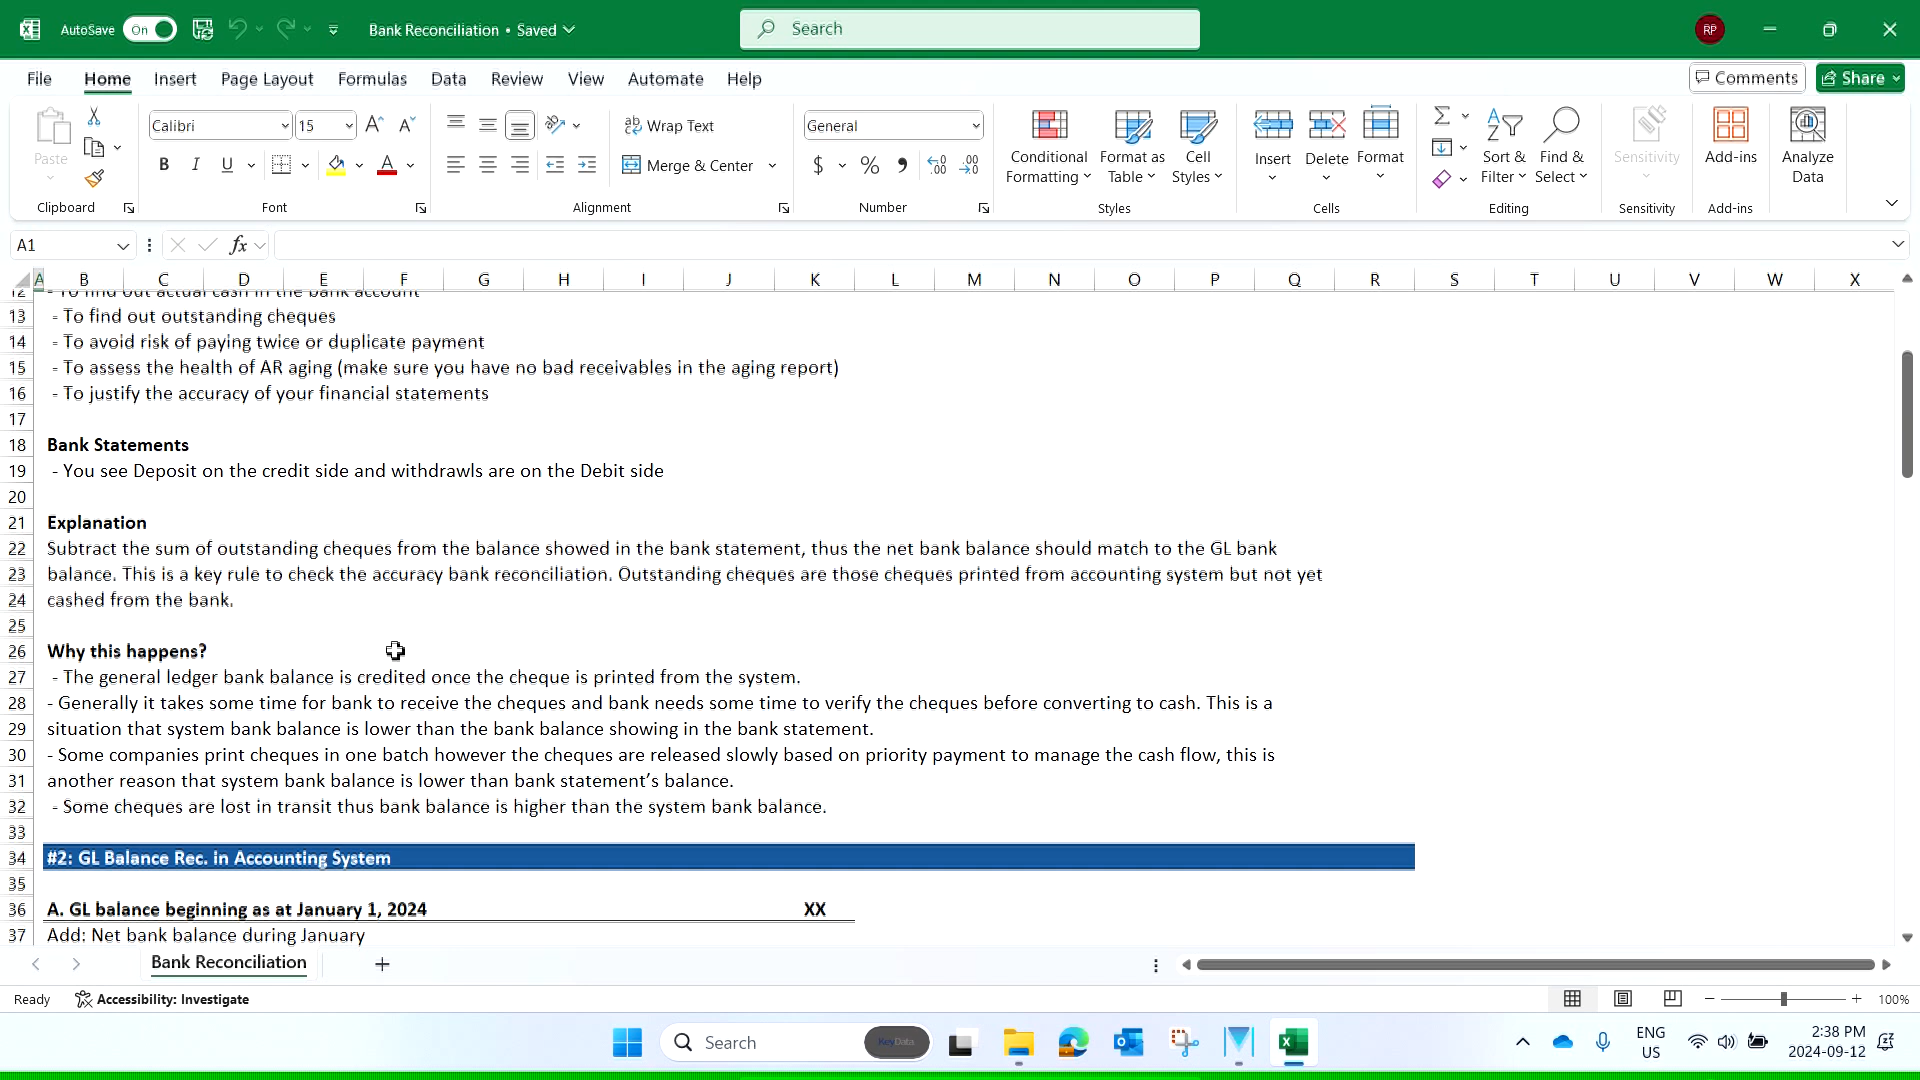 AutoSave On Bank Reconciliation • Saved Search RP
File Home Insert Page Layout Formulas Data Review View Automate Help Comments Share
Calibri 15 Wrap Text General
Paste B I U Merge & Center $ % , Conditional Formatting Format as Table Cell Styles Insert Delete Format Sort & Filter Find & Select Sensitivity Add-ins Analyze Data
Clipboard Font Alignment Number Styles Cells Editing Sensitivity Add-ins
A1 fx
A B C D E F G H I J K L M N O P Q R S T U V W X
12 - To find out actual cash in the bank account
13 - To find out outstanding cheques
14 - To avoid risk of paying twice or duplicate payment
15 - To assess the health of AR aging (make sure you have no bad receivables in the aging report)
16 - To justify the accuracy of your financial statements
17
18 Bank Statements
19 - You see Deposit on the credit side and withdrawls are on the Debit side
20
21 Explanation
22 Subtract the sum of outstanding cheques from the balance showed in the bank statement, thus the net bank balance should match to the GL bank
23 balance. This is a key rule to check the accuracy bank reconciliation. Outstanding cheques are those cheques printed from accounting system but not yet
24 cashed from the bank.
25
26 Why this happens?
27 - The general ledger bank balance is credited once the cheque is printed from the system.
28 - Generally it takes some time for bank to receive the cheques and bank needs some time to verify the cheques before converting to cash. This is a
29 situation that system bank balance is lower than the bank balance showing in the bank statement.
30 - Some companies print cheques in one batch however the cheques are released slowly based on priority payment to manage the cash flow, this is
31 another reason that system bank balance is lower than bank statement’s balance.
32 - Some cheques are lost in transit thus bank balance is higher than the system bank balance.
33
34 #2: GL Balance Rec. in Accounting System
35
36 A. GL balance beginning as at January 1, 2024 XX
37 Add: Net bank balance during January
Bank Reconciliation
Ready Accessibility: Investigate 100%
Search KeyData ENG US 2:38 PM 2024-09-12